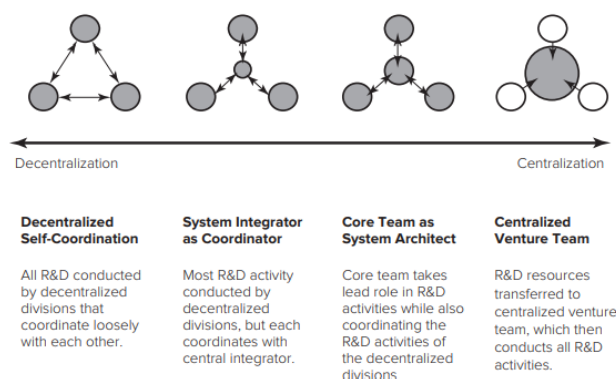 Decentralization
Centralization
Decentralized
Self-Coordination
All R&D conducted
by decentralized
divisions that
coordinate loosely
with each other.
System Integrator
as Coordinator
Most R&D activity
conducted by
decentralized
divisions, but each
coordinates with
central integrator.
Core Team as
System Architect
Core team takes
lead role in R&D
activities while also
coordinating the
R&D activities of
the decentralized
divisions
Centralized
Venture Team
R&D resources
transferred to
centralized venture
team, which then
conducts all R&D
activities.